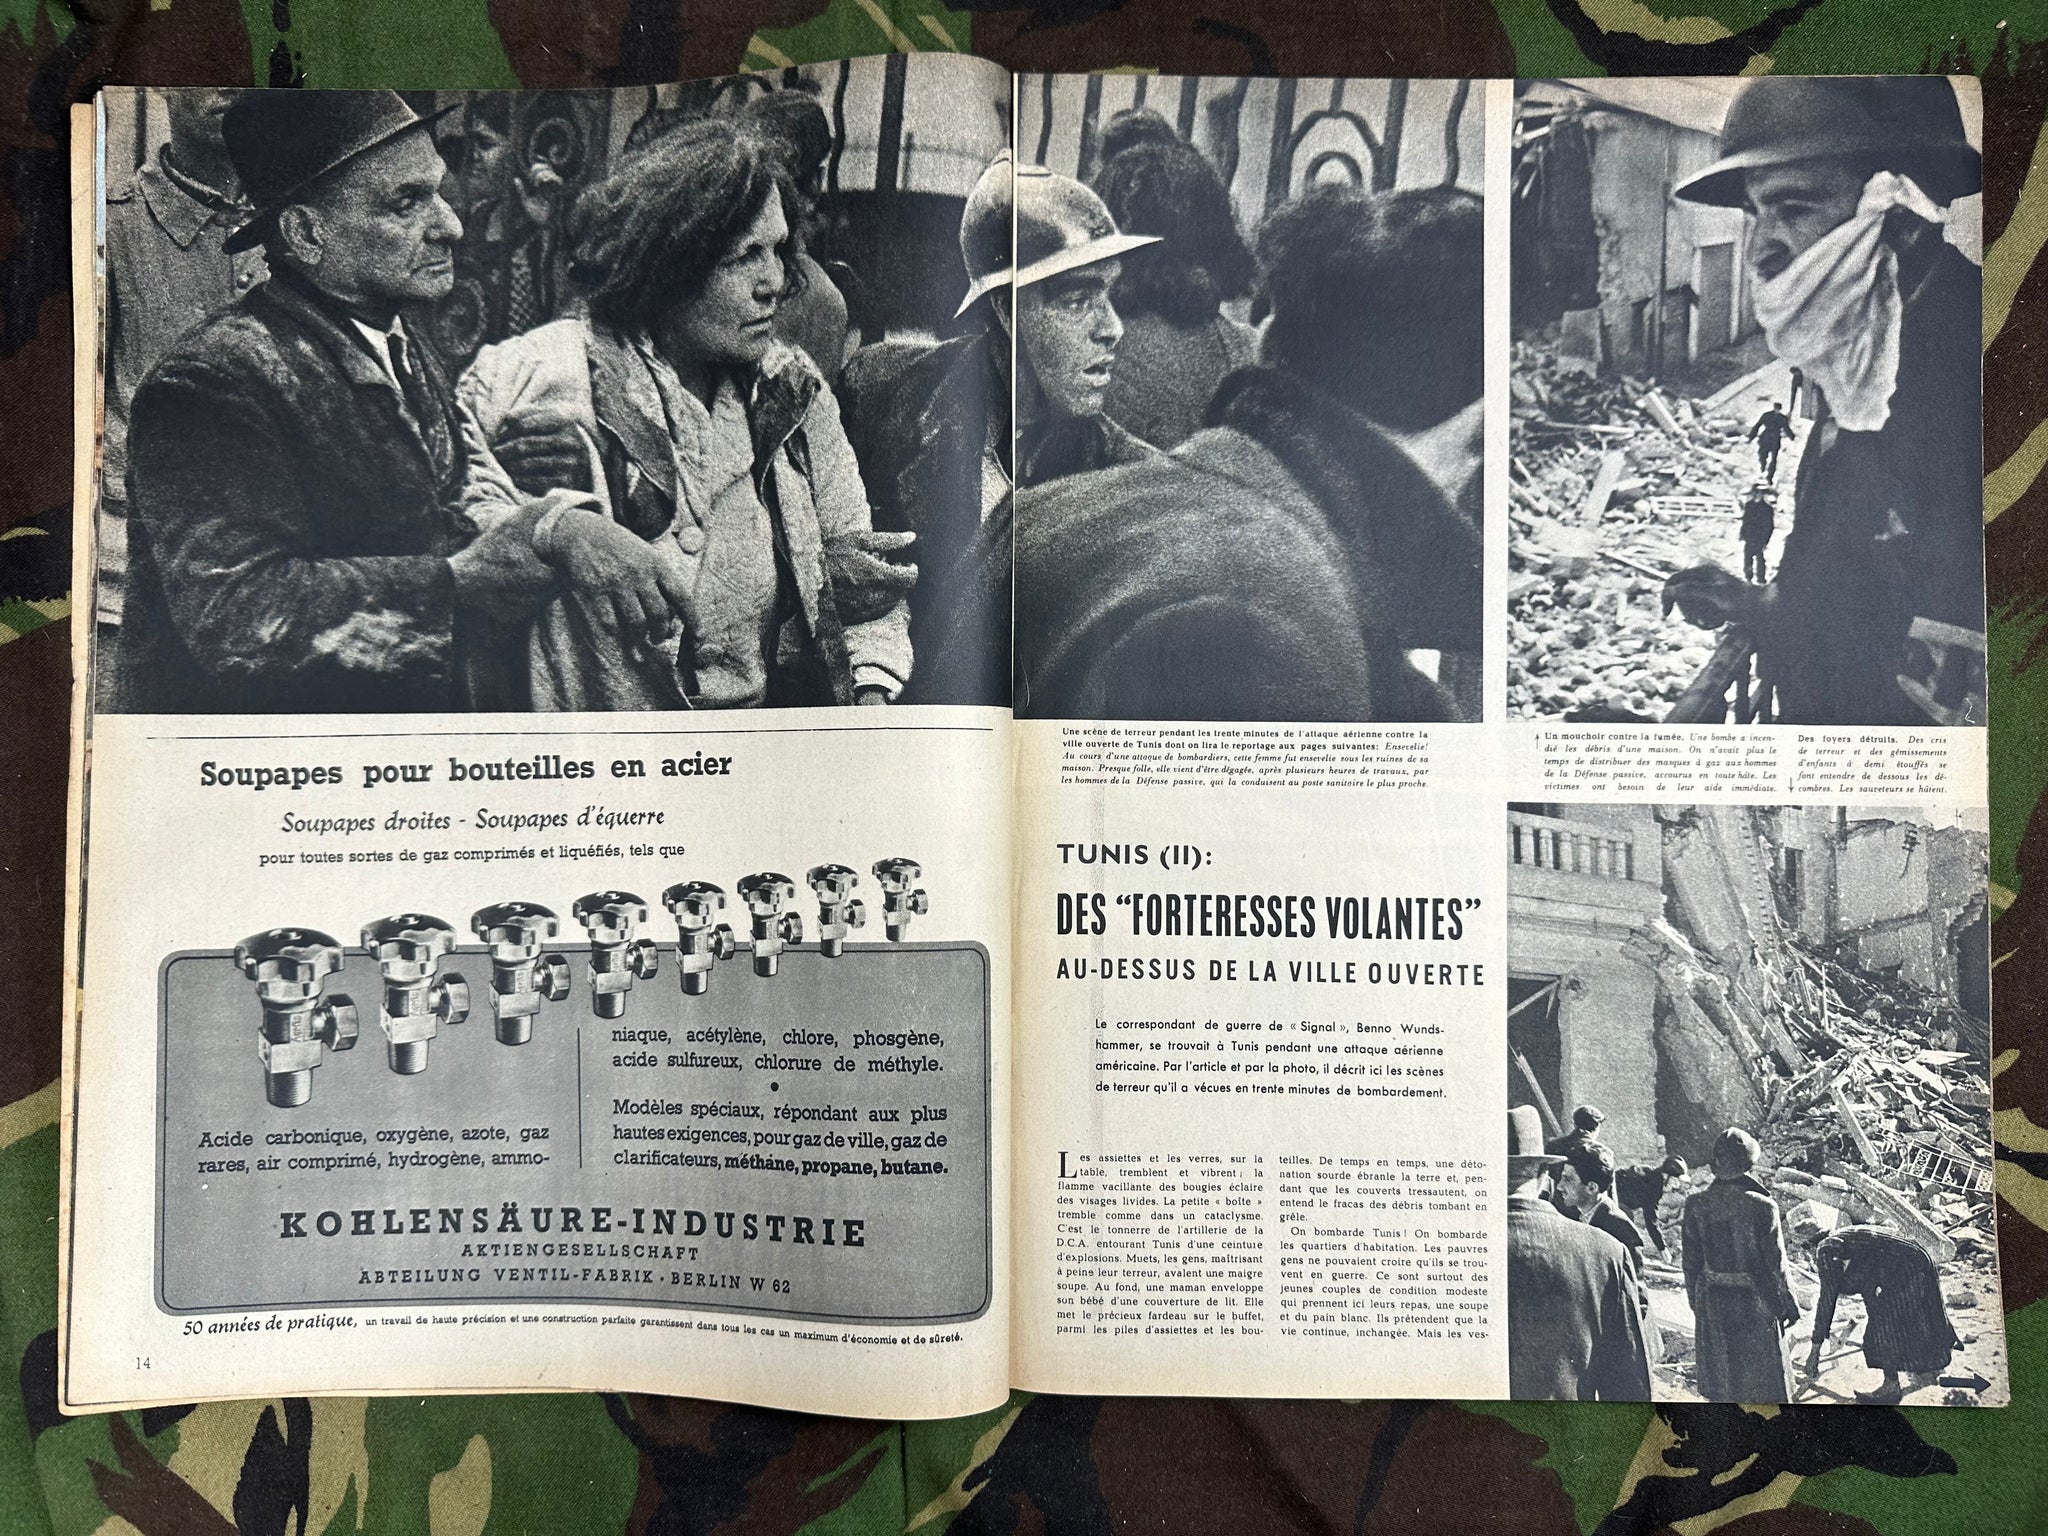 Soupapes pour bouteilles en acier
Soupapes droites - Soupapes d'équerre
pour toutes sortes de gaz comprimés et liquéfiés, tels que
Acide carbonique, oxygène, azote, gaz
rares, air comprimé, hydrogène, ammo-
niaque, acétylène, chlore, phosgène,
acide sulfureux, chlorure de méthyle.
Modèles spéciaux, répondant aux plus
hautes exigences, pour gaz de ville, gaz de
clarificateurs, méthane, propane, butane.
KOHLENSÄURE-INDUSTRIE
AKTIENGESELLSCHAFT
ABTEILUNG VENTIL-FABRIK · BERLIN W 62
50 années de pratique, un travail de haute précision et une construction parfaite garantissent dans tous les cas un maximum d'économie et de sûreté.
14
Une scène de terreur pendant les trente minutes de l'attaque aérienne contre la
ville ouverte de Tunis dont on lira le reportage aux pages suivantes: Ensevelie!
Au cours d'une attaque de bombardiers, cette femme fut ensevelie sous les ruines de sa
maison. Presque folle, elle vient d'être dégagée, après plusieurs heures de travaux, par
les hommes de la Défense passive, qui la conduisent au poste sanitaire le plus proche.
Un mouchoir contre la fumée. Une bombe a incen-
dié les débris d'une maison. On n'avait plus le
temps de distribuer des masques à gaz aux hommes
de la Défense passive, accourus en toute hâte. Les
victimes ont besoin de leur aide immédiate.
Des foyers détruits. Des cris
de terreur et des gémissements
d'enfants à demi étouffés se
font entendre de dessous les dé-
combres. Les sauveteurs se hâtent.
TUNIS (II):
DES "FORTERESSES VOLANTES"
AU-DESSUS DE LA VILLE OUVERTE
Le correspondant de guerre de « Signal », Benno Wunds-
hammer, se trouvait à Tunis pendant une attaque aérienne
américaine. Par l'article et par la photo, il décrit ici les scènes
de terreur qu'il a vécues en trente minutes de bombardement.
Les assiettes et les verres, sur la
table, tremblent et vibrent; la
flamme vacillante des bougies éclaire
des visages livides. La petite « boîte »
tremble comme dans un cataclysme.
C'est le tonnerre de l'artillerie de la
D.C.A. entourant Tunis d'une ceinture
d'explosions. Muets, les gens, maîtrisant
à peine leur terreur, avalent une maigre
soupe. Au fond, une maman enveloppe
son bébé d'une couverture de lit. Elle
met le précieux fardeau sur le buffet,
parmi les piles d'assiettes et les bou-
teilles. De temps en temps, une déto-
nation sourde ébranle la terre et, pen-
dant que les couverts tressautent, on
entend le fracas des débris tombant en
grêle.
On bombarde Tunis! On bombarde
les quartiers d'habitation. Les pauvres
gens ne pouvaient croire qu'ils se trou-
vent en guerre. Ce sont surtout des
jeunes couples de condition modeste
qui prennent ici leurs repas, une soupe
et du pain blanc. Ils prétendent que la
vie continue, inchangée. Mais les ves-